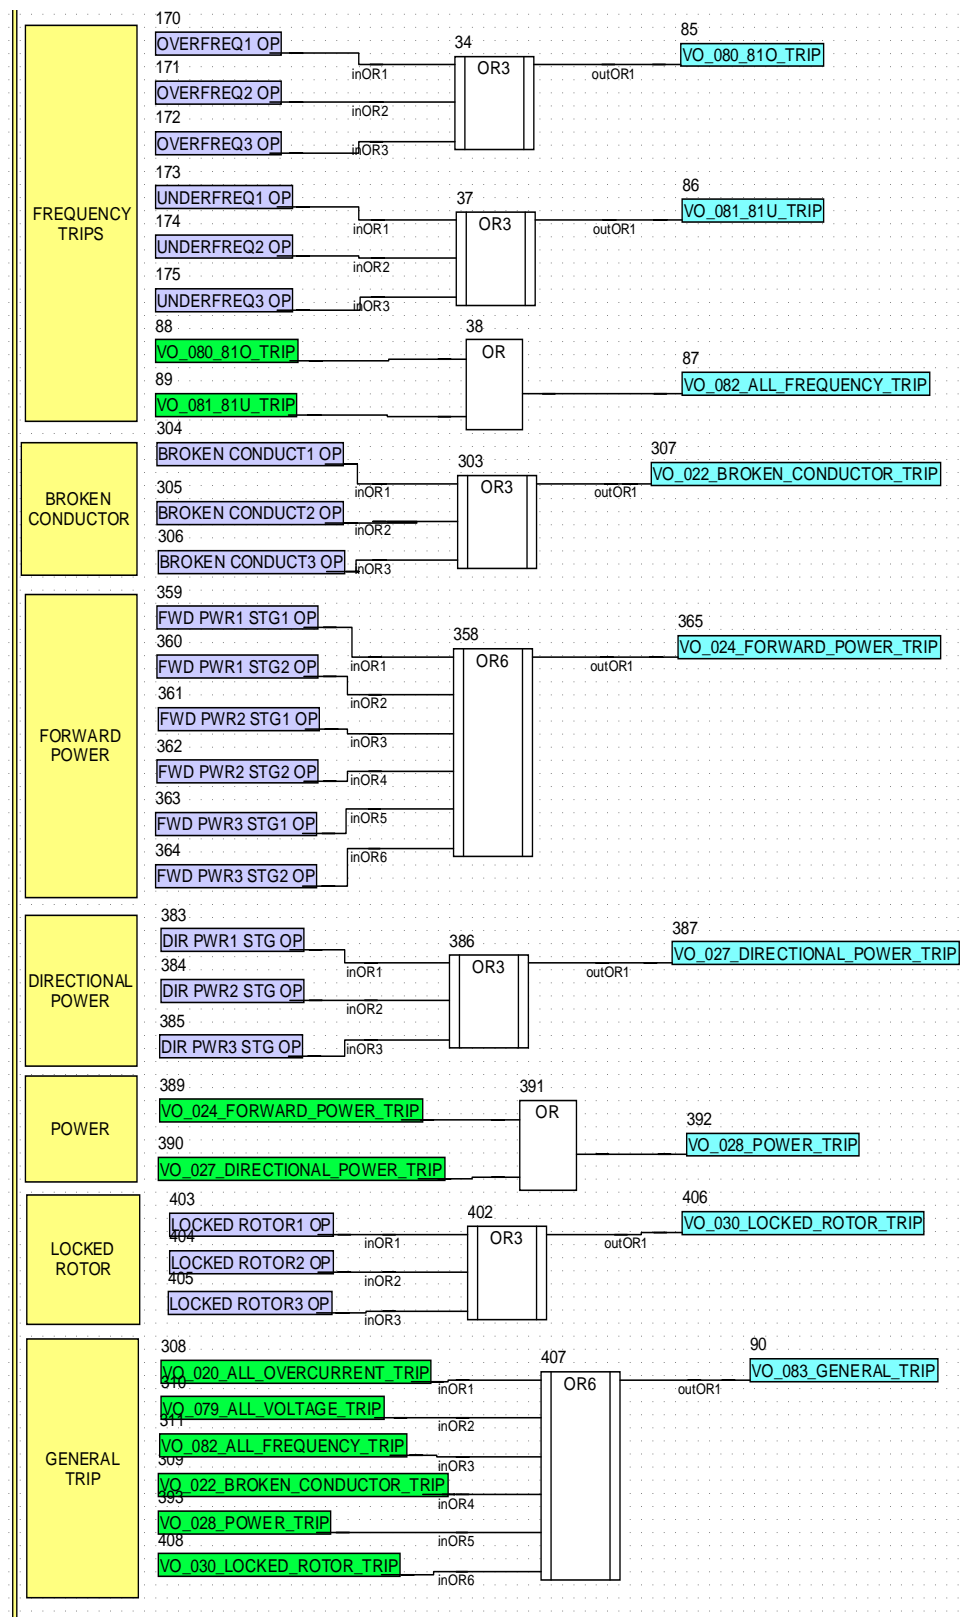 FREQUENCY
TRIPS
170
OVERFREQ1 OP
171
OVERFREQ2 OP
172
OVERFREQ3 OP
inOR1
inOR2
inOR3
34
OR3
outOR1
85
VO_080_81O_TRIP
173
UNDERFREQ1 OP
174
UNDERFREQ2 OP
175
UNDERFREQ3 OP
inOR1
inOR2
inOR3
37
OR3
outOR1
86
VO_081_81U_TRIP
88
VO_080_81O_TRIP
89
VO_081_81U_TRIP
38
OR
87
VO_082_ALL_FREQUENCY_TRIP
BROKEN
CONDUCTOR
304
BROKEN CONDUCT1 OP
305
BROKEN CONDUCT2 OP
306
BROKEN CONDUCT3 OP
inOR1
inOR2
inOR3
303
OR3
outOR1
307
VO_022_BROKEN_CONDUCTOR_TRIP
FORWARD
POWER
359
FWD PWR1 STG1 OP
360
FWD PWR1 STG2 OP
361
FWD PWR2 STG1 OP
362
FWD PWR2 STG2 OP
363
FWD PWR3 STG1 OP
364
FWD PWR3 STG2 OP
inOR1
inOR2
inOR3
inOR4
inOR5
inOR6
358
OR6
outOR1
365
VO_024_FORWARD_POWER_TRIP
DIRECTIONAL
POWER
383
DIR PWR1 STG OP
384
DIR PWR2 STG OP
385
DIR PWR3 STG OP
inOR1
inOR2
inOR3
386
OR3
outOR1
387
VO_027_DIRECTIONAL_POWER_TRIP
POWER
389
VO_024_FORWARD_POWER_TRIP
390
VO_027_DIRECTIONAL_POWER_TRIP
391
OR
392
VO_028_POWER_TRIP
LOCKED
ROTOR
403
LOCKED ROTOR1 OP
404
LOCKED ROTOR2 OP
405
LOCKED ROTOR3 OP
inOR1
inOR2
inOR3
402
OR3
outOR1
406
VO_030_LOCKED_ROTOR_TRIP
GENERAL
TRIP
308
VO_020_ALL_OVERCURRENT_TRIP
310
VO_079_ALL_VOLTAGE_TRIP
311
VO_082_ALL_FREQUENCY_TRIP
309
VO_022_BROKEN_CONDUCTOR_TRIP
393
VO_028_POWER_TRIP
408
VO_030_LOCKED_ROTOR_TRIP
inOR1
inOR2
inOR3
inOR4
inOR5
inOR6
407
OR6
outOR1
90
VO_083_GENERAL_TRIP